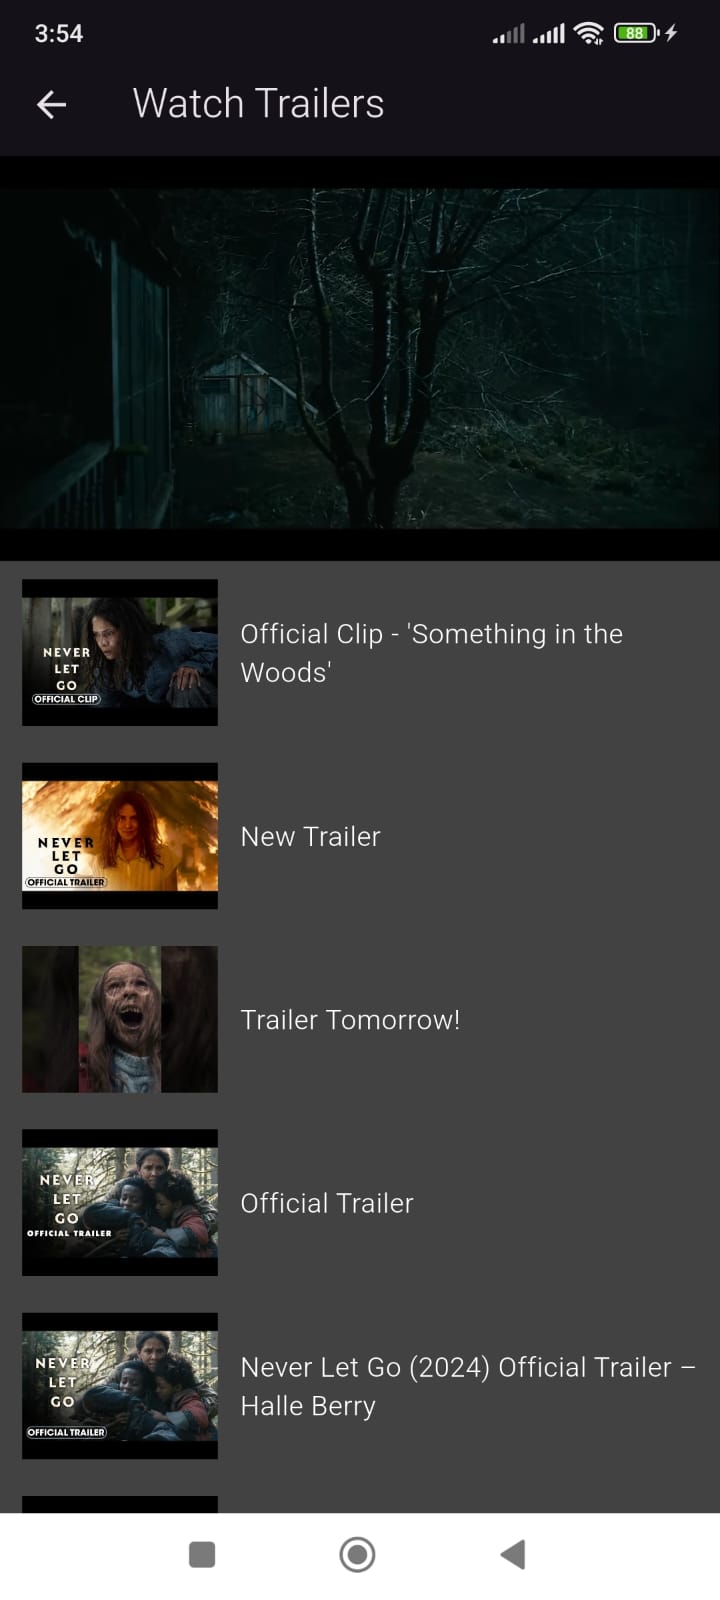 3:54
88
Watch Trailers
NEVER
LET
GO
OFFICIAL CLIP
Official Clip - 'Something in the
Woods'
NEVER
LET
GO
OFFICIAL TRAILER
New Trailer
Trailer Tomorrow!
NEVER
LET
GO
OFFICIAL TRAILER
Official Trailer
NEVER
LET
GO
OFFICIAL TRAILER
Never Let Go (2024) Official Trailer –
Halle Berry